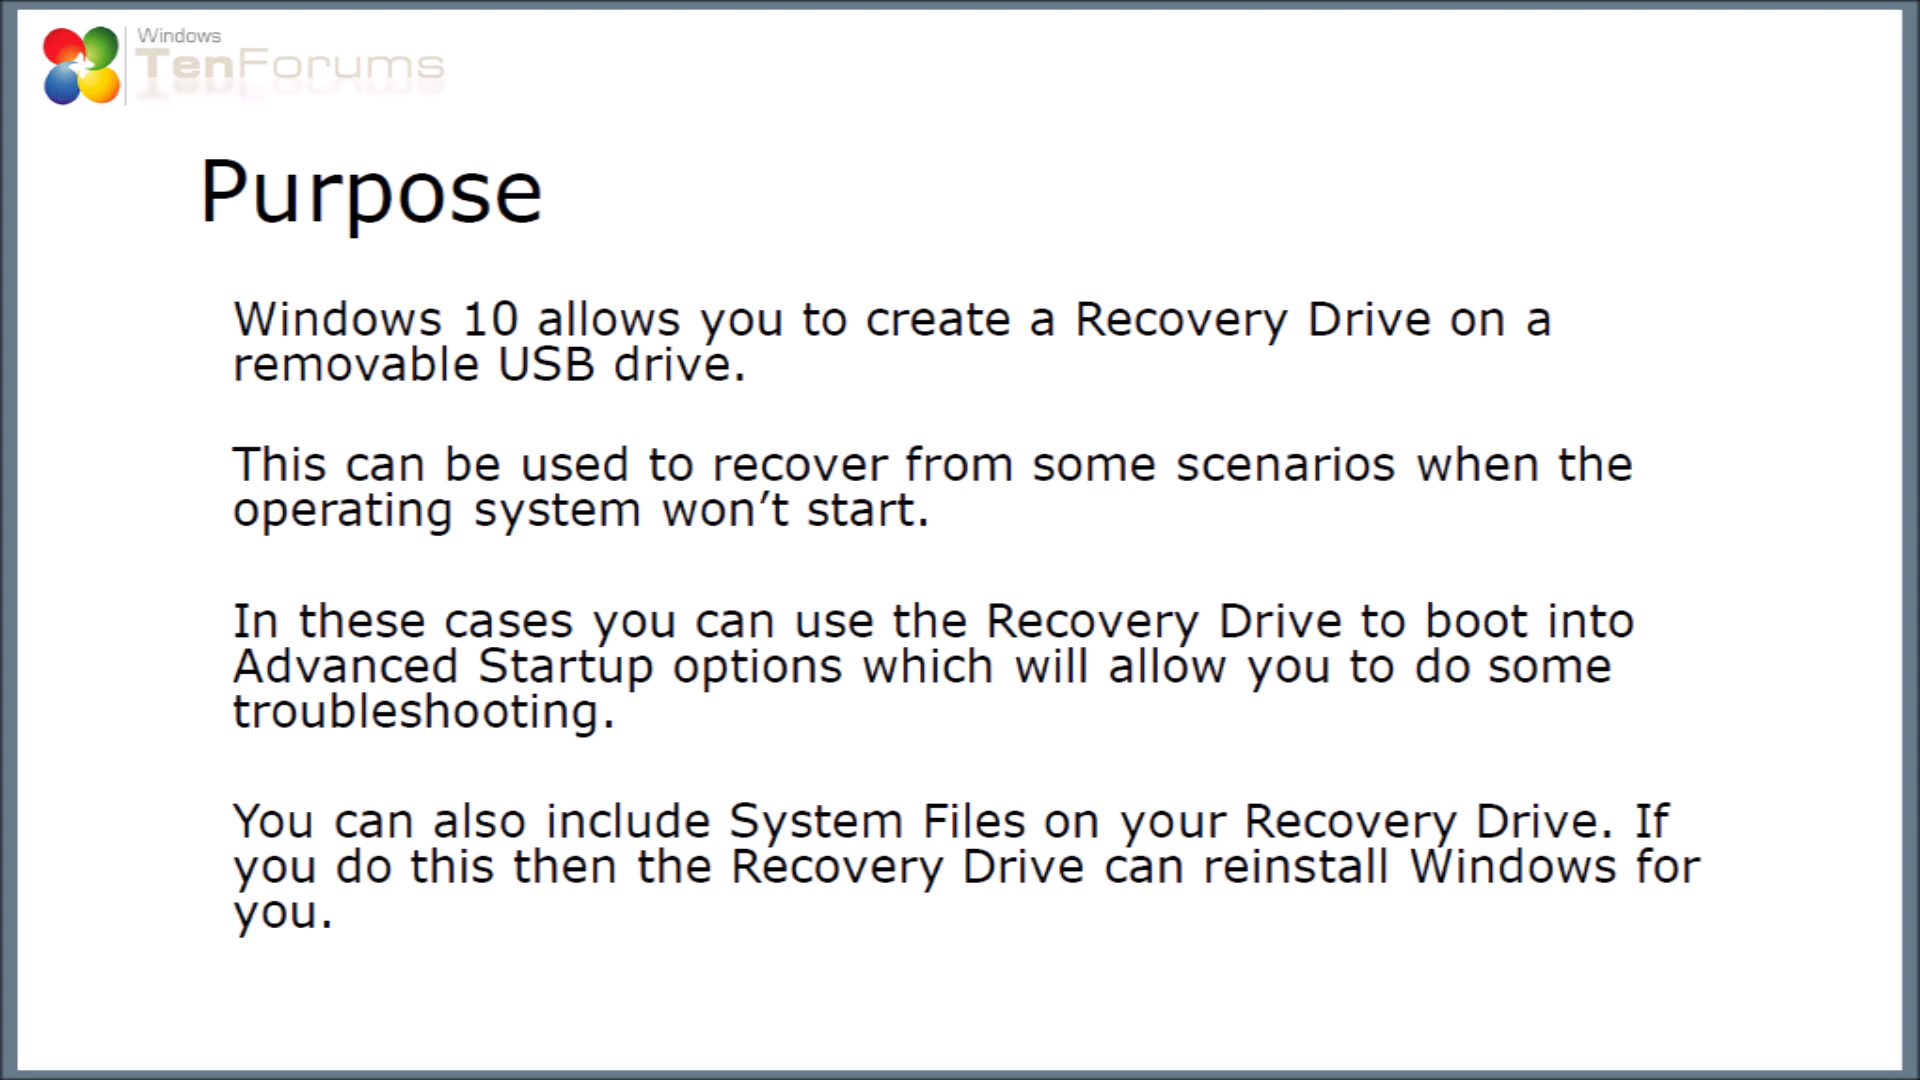 Windows
TenForums
Purpose
Windows 10 allows you to create a Recovery Drive on a
removable USB drive.
This can be used to recover from some scenarios when the
operating system won’t start.
In these cases you can use the Recovery Drive to boot into
Advanced Startup options which will allow you to do some
troubleshooting.
You can also include System Files on your Recovery Drive. If
you do this then the Recovery Drive can reinstall Windows for
you.